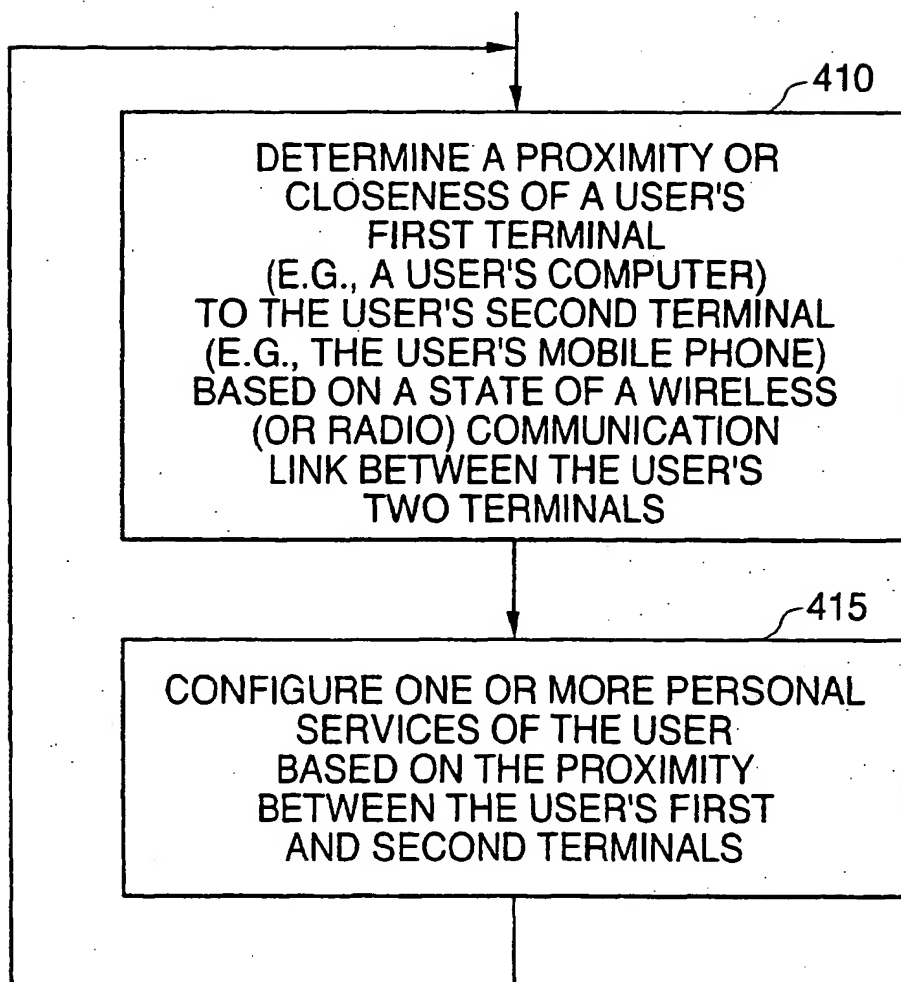 410
DETERMINE A PROXIMITY OR
CLOSENESS OF A USER'S
FIRST TERMINAL
(E.G., A USER'S COMPUTER)
TO THE USER'S SECOND TERMINAL
(E.G., THE USER'S MOBILE PHONE)
BASED ON A STATE OF A WIRELESS
(OR RADIO) COMMUNICATION
LINK BETWEEN THE USER'S
TWO TERMINALS
415
CONFIGURE ONE OR MORE PERSONAL
SERVICES OF THE USER
BASED ON THE PROXIMITY
BETWEEN THE USER'S FIRST
AND SECOND TERMINALS